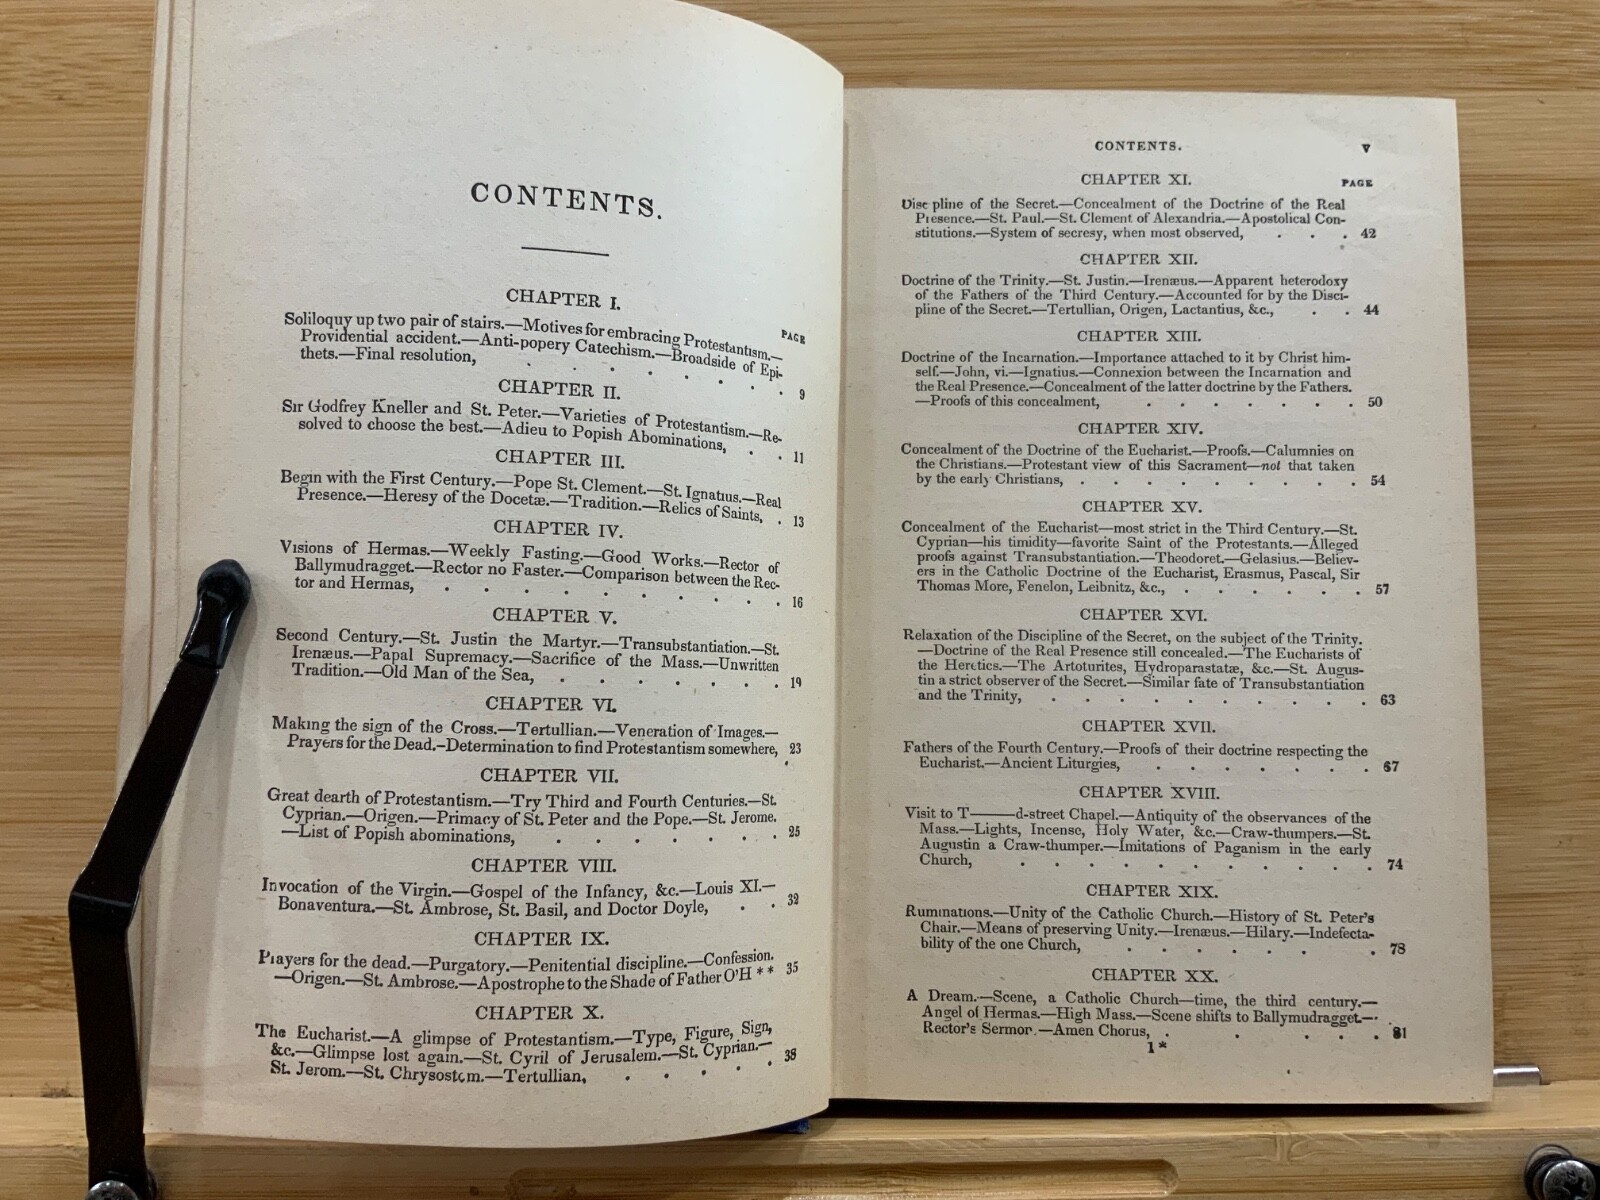 CONTENTS.
CHAPTER I.
PAGE
Soliloquy up two pair of stairs.—Motives for embracing Protestantism.—
Providential accident.—Anti-popery Catechism.—Broadside of Epi-
thets.—Final resolution, . . . . . . . 9
CHAPTER II.
Sir Godfrey Kneller and St. Peter.—Varieties of Protestantism.—Re-
solved to choose the best.—Adieu to Popish Abominations, . . 11
CHAPTER III.
Begin with the First Century.—Pope St. Clement.—St. Ignatius.—Real
Presence.—Heresy of the Docetæ.—Tradition.—Relics of Saints, . 13
CHAPTER IV.
Visions of Hermas.—Weekly Fasting.—Good Works.—Rector of
Ballymudragget.—Rector no Faster.—Comparison between the Rec-
tor and Hermas, . . . . . . . . . 16
CHAPTER V.
Second Century.—St. Justin the Martyr.—Transubstantiation.—St.
Irenæus.—Papal Supremacy.—Sacrifice of the Mass.—Unwritten
Tradition.—Old Man of the Sea, . . . . . . 19
CHAPTER VI.
Making the sign of the Cross.—Tertullian.—Veneration of Images.—
Prayers for the Dead.-Determination to find Protestantism somewhere, 23
CHAPTER VII.
Great dearth of Protestantism.—Try Third and Fourth Centuries.—St.
Cyprian.—Origen.—Primacy of St. Peter and the Pope.—St. Jerome.
—List of Popish abominations, . . . . . . 25
CHAPTER VIII.
Invocation of the Virgin.—Gospel of the Infancy, &c.—Louis XI.—
Bonaventura.—St. Ambrose, St. Basil, and Doctor Doyle, . . 32
CHAPTER IX.
Prayers for the dead.—Purgatory.—Penitential discipline.—Confession.
—Origen.—St. Ambrose.—Apostrophe to the Shade of Father O'H * * 35
CHAPTER X.
The Eucharist.—A glimpse of Protestantism.—Type, Figure, Sign,
&c.—Glimpse lost again.—St. Cyril of Jerusalem.—St. Cyprian.—
St. Jerom.—St. Chrysostom.—Tertullian, . . . . . 38
CONTENTS. v
CHAPTER XI.
PAGE
Disc pline of the Secret.—Concealment of the Doctrine of the Real
Presence.—St. Paul.—St. Clement of Alexandria.—Apostolical Con-
stitutions.—System of secresy, when most observed, . . . 42
CHAPTER XII.
Doctrine of the Trinity.—St. Justin.—Irenæus.—Apparent heterodoxy
of the Fathers of the Third Century.—Accounted for by the Disci-
pline of the Secret.—Tertullian, Origen, Lactantius, &c., . . 44
CHAPTER XIII.
Doctrine of the Incarnation.—Importance attached to it by Christ him-
self.—John, vi.—Ignatius.—Connexion between the Incarnation and
the Real Presence.—Concealment of the latter doctrine by the Fathers.
—Proofs of this concealment, . . . . . . 50
CHAPTER XIV.
Concealment of the Doctrine of the Eucharist.—Proofs.—Calumnies on
the Christians.—Protestant view of this Sacrament—not that taken
by the early Christians, . . . . . . . . 54
CHAPTER XV.
Concealment of the Eucharist—most strict in the Third Century.—St.
Cyprian—his timidity—favorite Saint of the Protestants.—Alleged
proofs against Transubstantiation.—Theodoret.—Gelasius.—Believ-
ers in the Catholic Doctrine of the Eucharist, Erasmus, Pascal, Sir
Thomas More, Fenelon, Leibnitz, &c., . . . . . . 57
CHAPTER XVI.
Relaxation of the Discipline of the Secret, on the subject of the Trinity.
—Doctrine of the Real Presence still concealed.—The Eucharists of
the Heretics.—The Artoturites, Hydroparastatæ, &c.—St. Augus-
tin a strict observer of the Secret.—Similar fate of Transubstantiation
and the Trinity, . . . . . . . . . 63
CHAPTER XVII.
Fathers of the Fourth Century.—Proofs of their doctrine respecting the
Eucharist.—Ancient Liturgies, . . . . . . . 67
CHAPTER XVIII.
Visit to T——d-street Chapel.—Antiquity of the observances of the
Mass.—Lights, Incense, Holy Water, &c.—Craw-thumpers.—St.
Augustin a Craw-thumper.—Imitations of Paganism in the early
Church, . . . . . . . . . . 74
CHAPTER XIX.
Ruminations.—Unity of the Catholic Church.—History of St. Peter's
Chair.—Means of preserving Unity.—Irenæus.—Hilary.—Indefecta-
bility of the one Church, . . . . . . 78
CHAPTER XX.
A Dream.—Scene, a Catholic Church—time, the third century.—
Angel of Hermas.—High Mass.—Scene shifts to Ballymudragget.—
Rector's Sermon.—Amen Chorus, . . . . . 81
1*